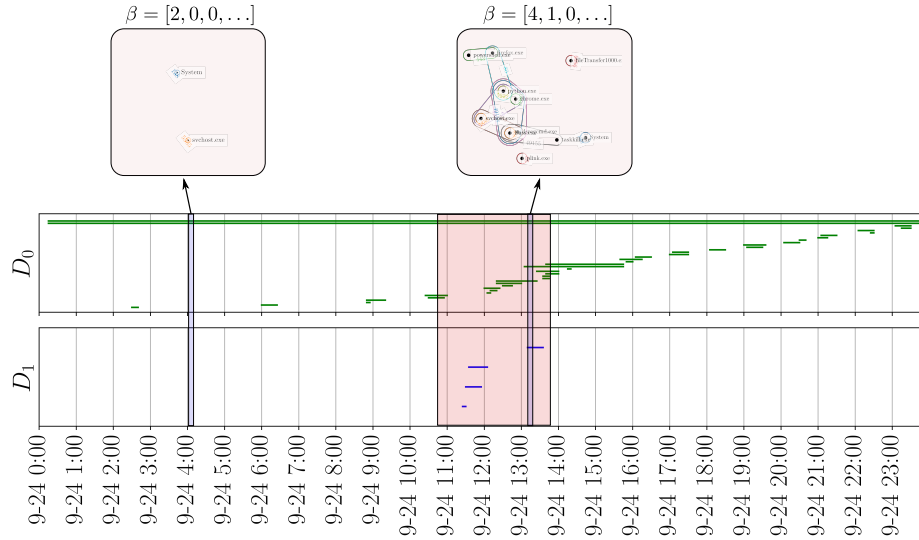 β = [2, 0, 0, . . .]
β = [4, 1, 0, . . .]
System
svchost.exe
fileTransfer1000.e
python.exe
chrome.exe
svchost.exe
System
plink.exe
D0
D1
9-24 0:00
9-24 1:00
9-24 2:00
9-24 3:00
9-24 4:00
9-24 5:00
9-24 6:00
9-24 7:00
9-24 8:00
9-24 9:00
9-24 10:00
9-24 11:00
9-24 12:00
9-24 13:00
9-24 14:00
9-24 15:00
9-24 16:00
9-24 17:00
9-24 18:00
9-24 19:00
9-24 20:00
9-24 21:00
9-24 22:00
9-24 23:00